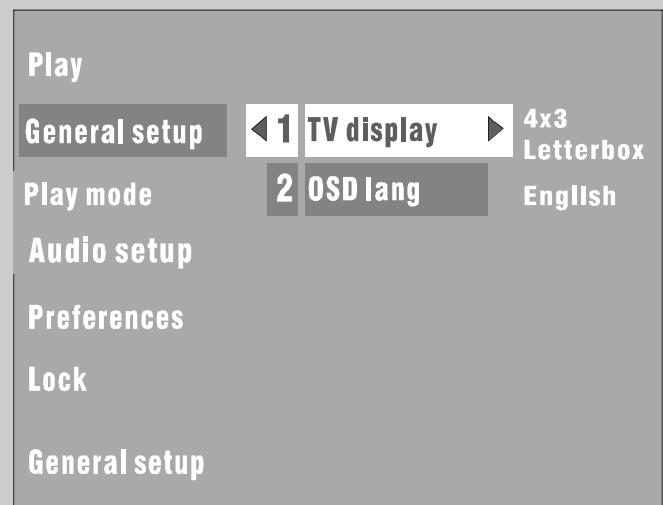 Play
General setup
1 TV display
4x3
Letterbox
Play mode
2 OSD lang
English
Audio setup
Preferences
Lock
General setup